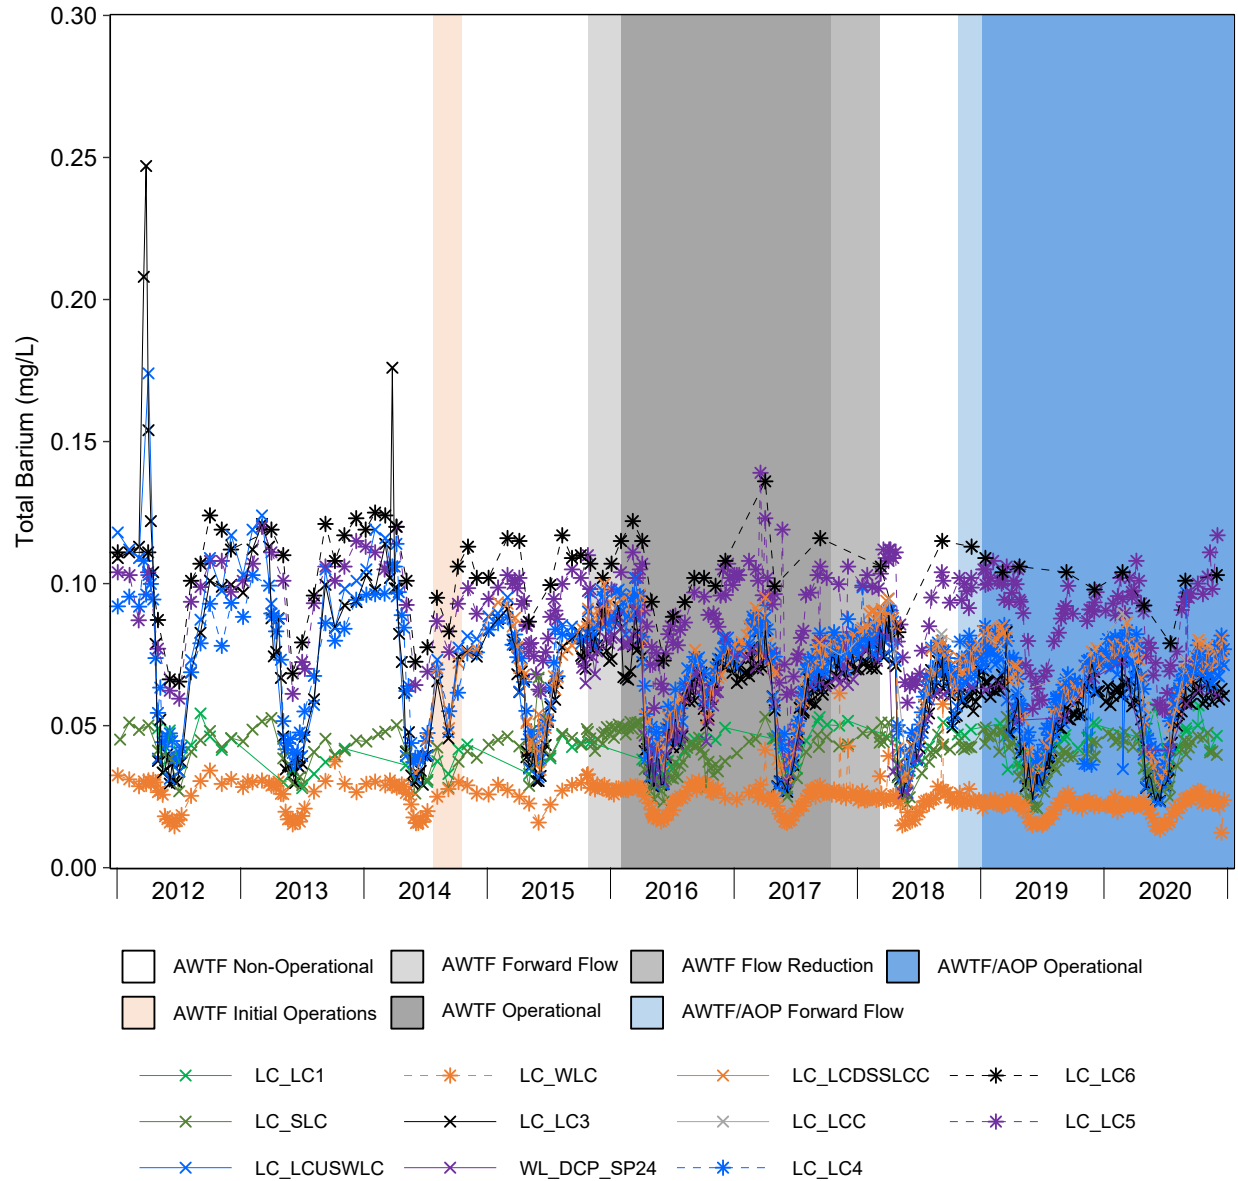 0.30
0.25
0.20
0.15
0.10
0.05
0.00
Total Barium (mg/L)
2012 2013 2014 2015 2016 2017 2018 2019 2020
AWTF Non-Operational AWTF Forward Flow AWTF Flow Reduction AWTF/AOP Operational
AWTF Initial Operations AWTF Operational AWTF/AOP Forward Flow
LC_LC1 LC_WLC LC_LCDSSLCC LC_LC6
LC_SLC LC_LC3 LC_LCC LC_LC5
LC_LCUSWLC WL_DCP_SP24 LC_LC4